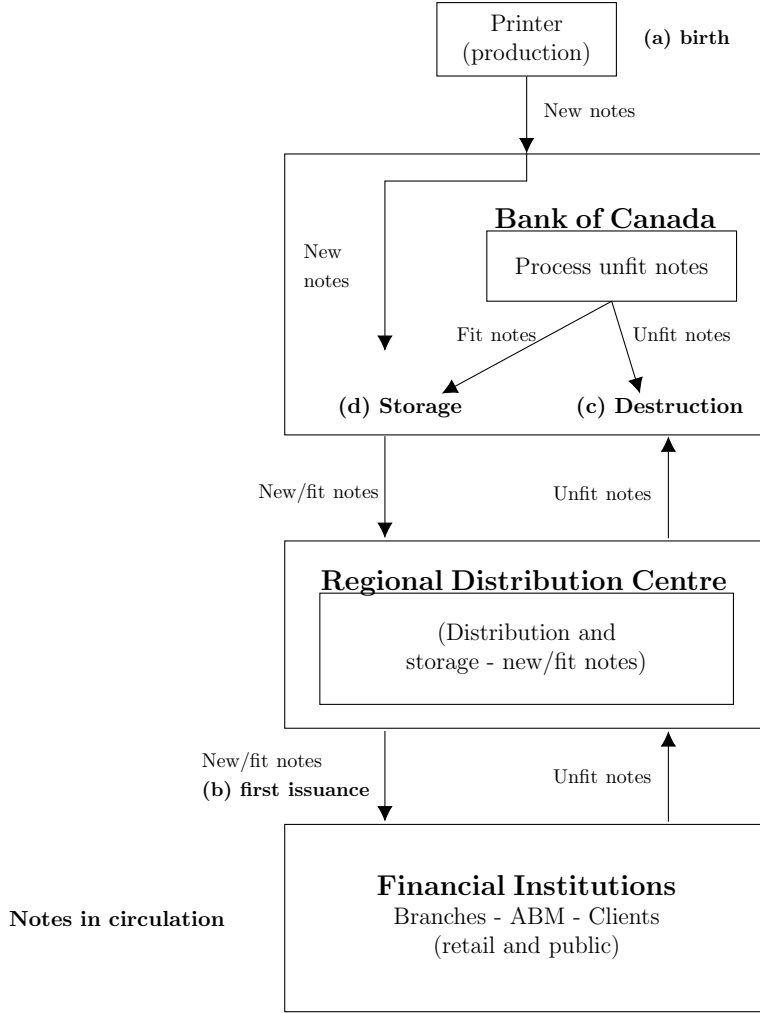 Printer
(production)
(a) birth
New notes
Bank of Canada
New
notes
Process unfit notes
Fit notes
Unfit notes
(d) Storage
(c) Destruction
New/fit notes
Unfit notes
Regional Distribution Centre
(Distribution and
storage - new/fit notes)
New/fit notes
(b) first issuance
Unfit notes
Financial Institutions
Notes in circulation
Branches - ABM - Clients
(retail and public)